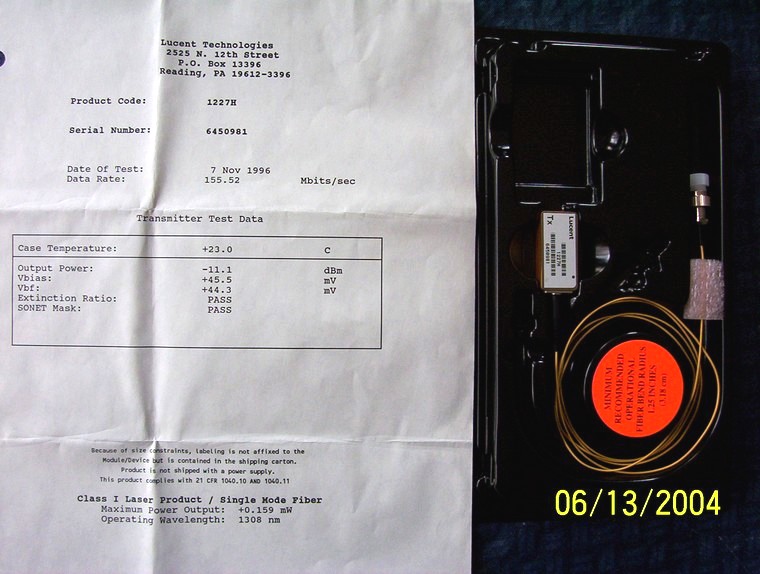 Lucent Technologies
2525 N. 12th Street
P.O. Box 13396
Reading, PA 19612-3396
Product Code: 1227H
Serial Number: 6450981
Date Of Test: 7 Nov 1996
Data Rate: 155.52 Mbits/sec
Transmitter Test Data
Case Temperature: +23.0 C
Output Power: -11.1 dBm
Vbias: +45.5 mV
Vbf: +44.3 mV
Extinction Ratio: PASS
SONET Mask: PASS
Because of size constraints, labeling is not affixed to the
Module/Device but is contained in the shipping carton.
Product is not shipped with a power supply.
This product complies with 21 CFR 1040.10 AND 1040.11
Class I Laser Product / Single Mode Fiber
Maximum Power Output: +0.159 mW
Operating Wavelength: 1308 nm
Lucent
Tx
1227H
6450981
MINIMUM
RECOMMENDED
OPERATIONAL
FIBER BEND RADIUS
1.25 INCHES
(3.18 cm)
06/13/2004